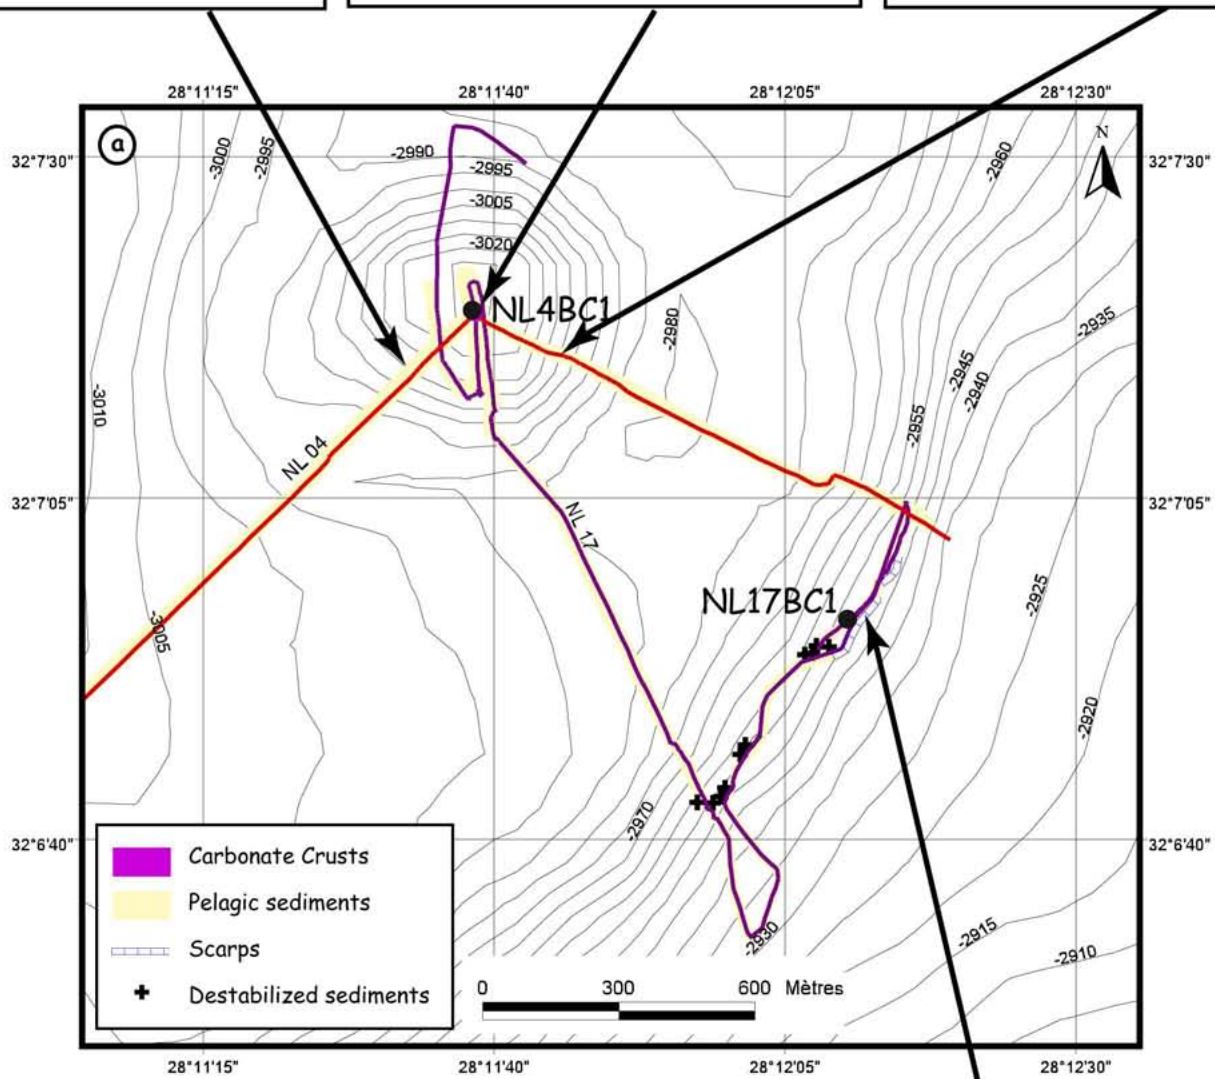 28°11'15" 28°11'40" 28°12'05" 28°12'30"
a
N
32°7'30" 32°7'30"
-3000
-2995
-2990
-2995
-3005
-3020
-2960
NL4BC1
-2980
-2935
-2945
-2940
-2955
-3010
NL 04
32°7'05" 32°7'05"
NL 17
NL17BC1
-2925
-3005
-2920
-2970
32°6'40" 32°6'40"
Carbonate Crusts
Pelagic sediments
Scarps
Destabilized sediments
-2930
-2915
-2910
0 300 600 Mètres
28°11'15" 28°11'40" 28°12'05" 28°12'30"